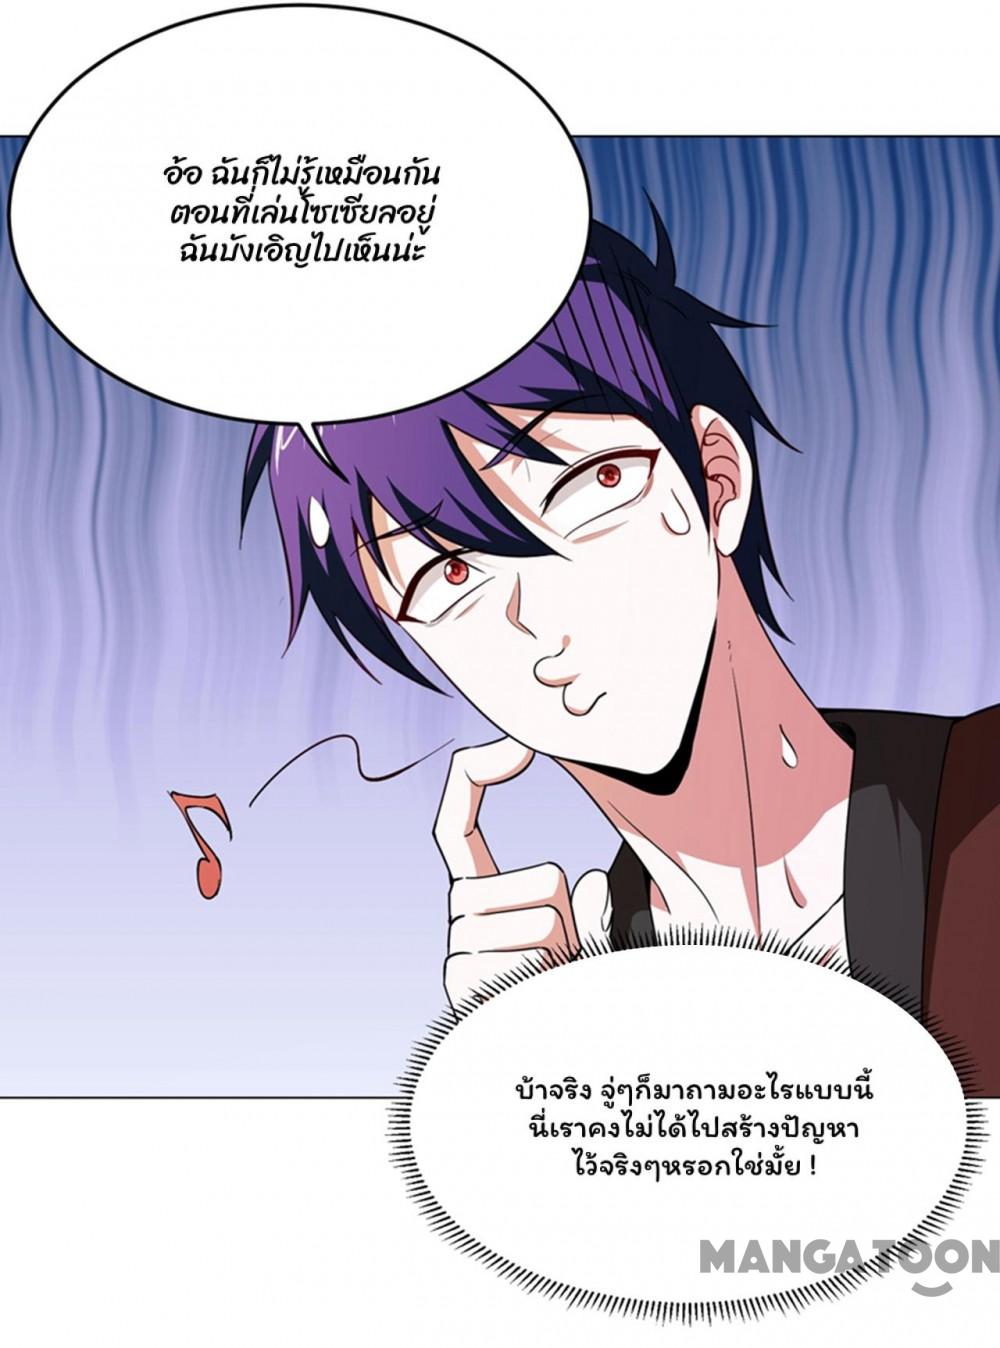 อ้อ ฉันก็ไม่รู้เหมือนกัน
ตอนที่เล่นโซเซียลอยู่
ฉันบังเอิญไปเห็นน่ะ
บ้าจริง จู่ๆก็มาถามอะไรแบบนี้
นี่เราคงไม่ได้ไปสร้างปัญหา
ไว้จริงๆหรอกใช่มั้ย !
MANGATOON